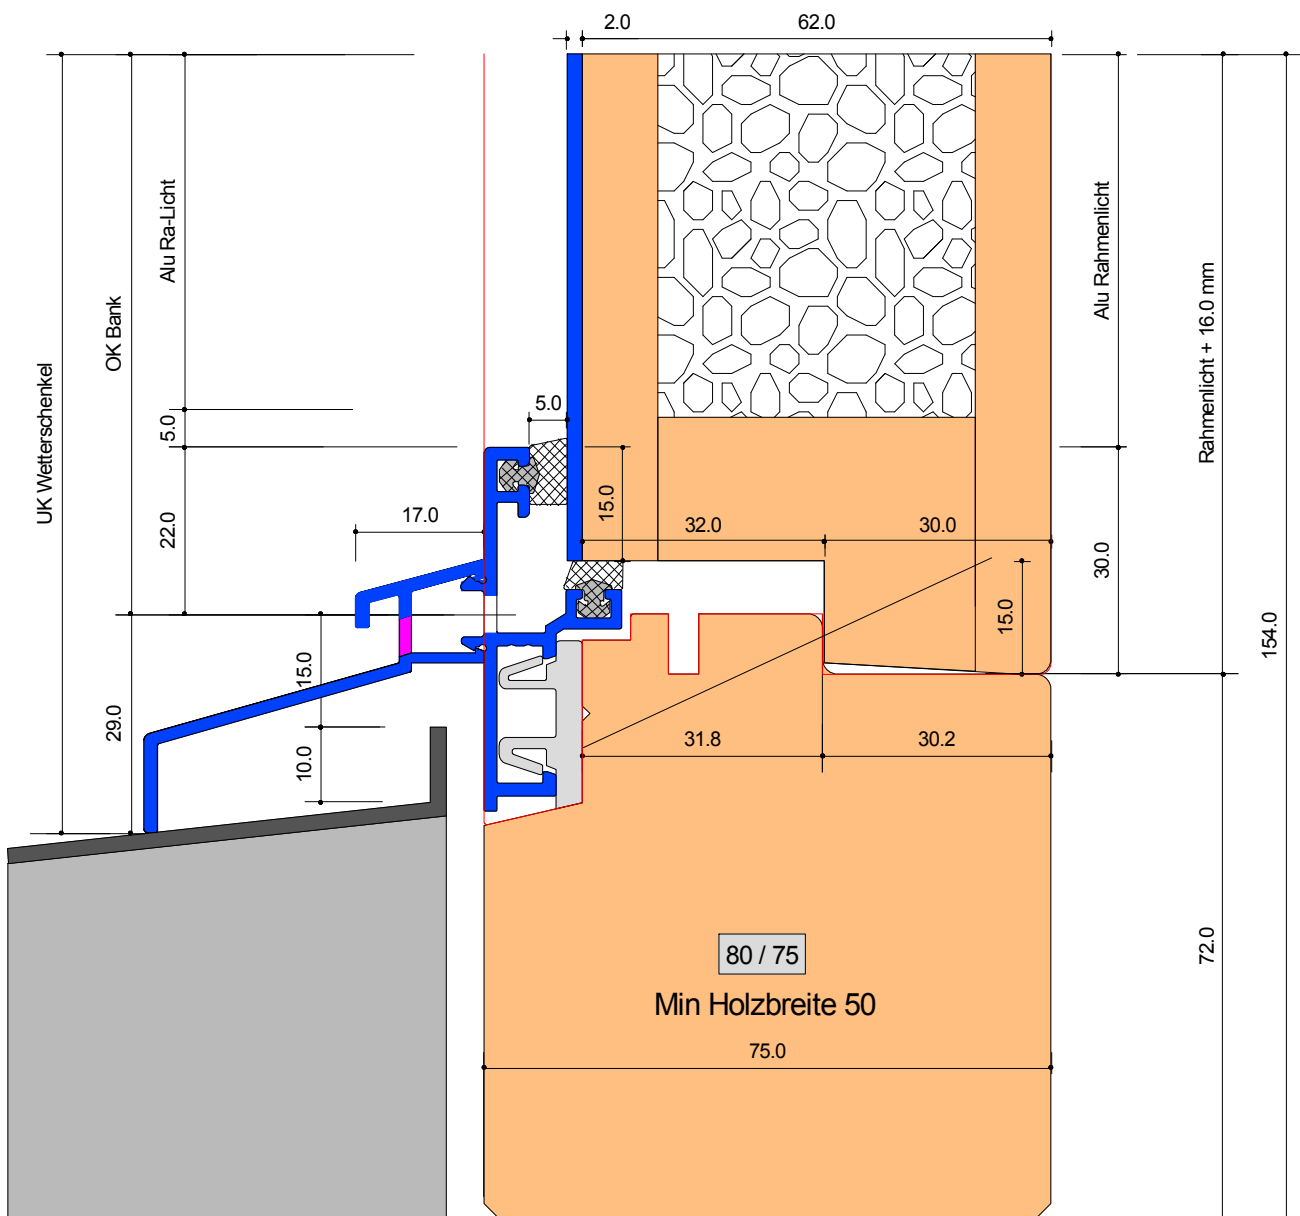 2.0
62.0
Alu Ra-Licht
OK Bank
UK Wetterschenkel
5.0
22.0
17.0
5.0
15.0
32.0
30.0
15.0
30.0
Alu Rahmenlicht
Rahmenlicht + 16.0 mm
154.0
15.0
29.0
10.0
31.8
30.2
72.0
80 / 75
Min Holzbreite 50
75.0